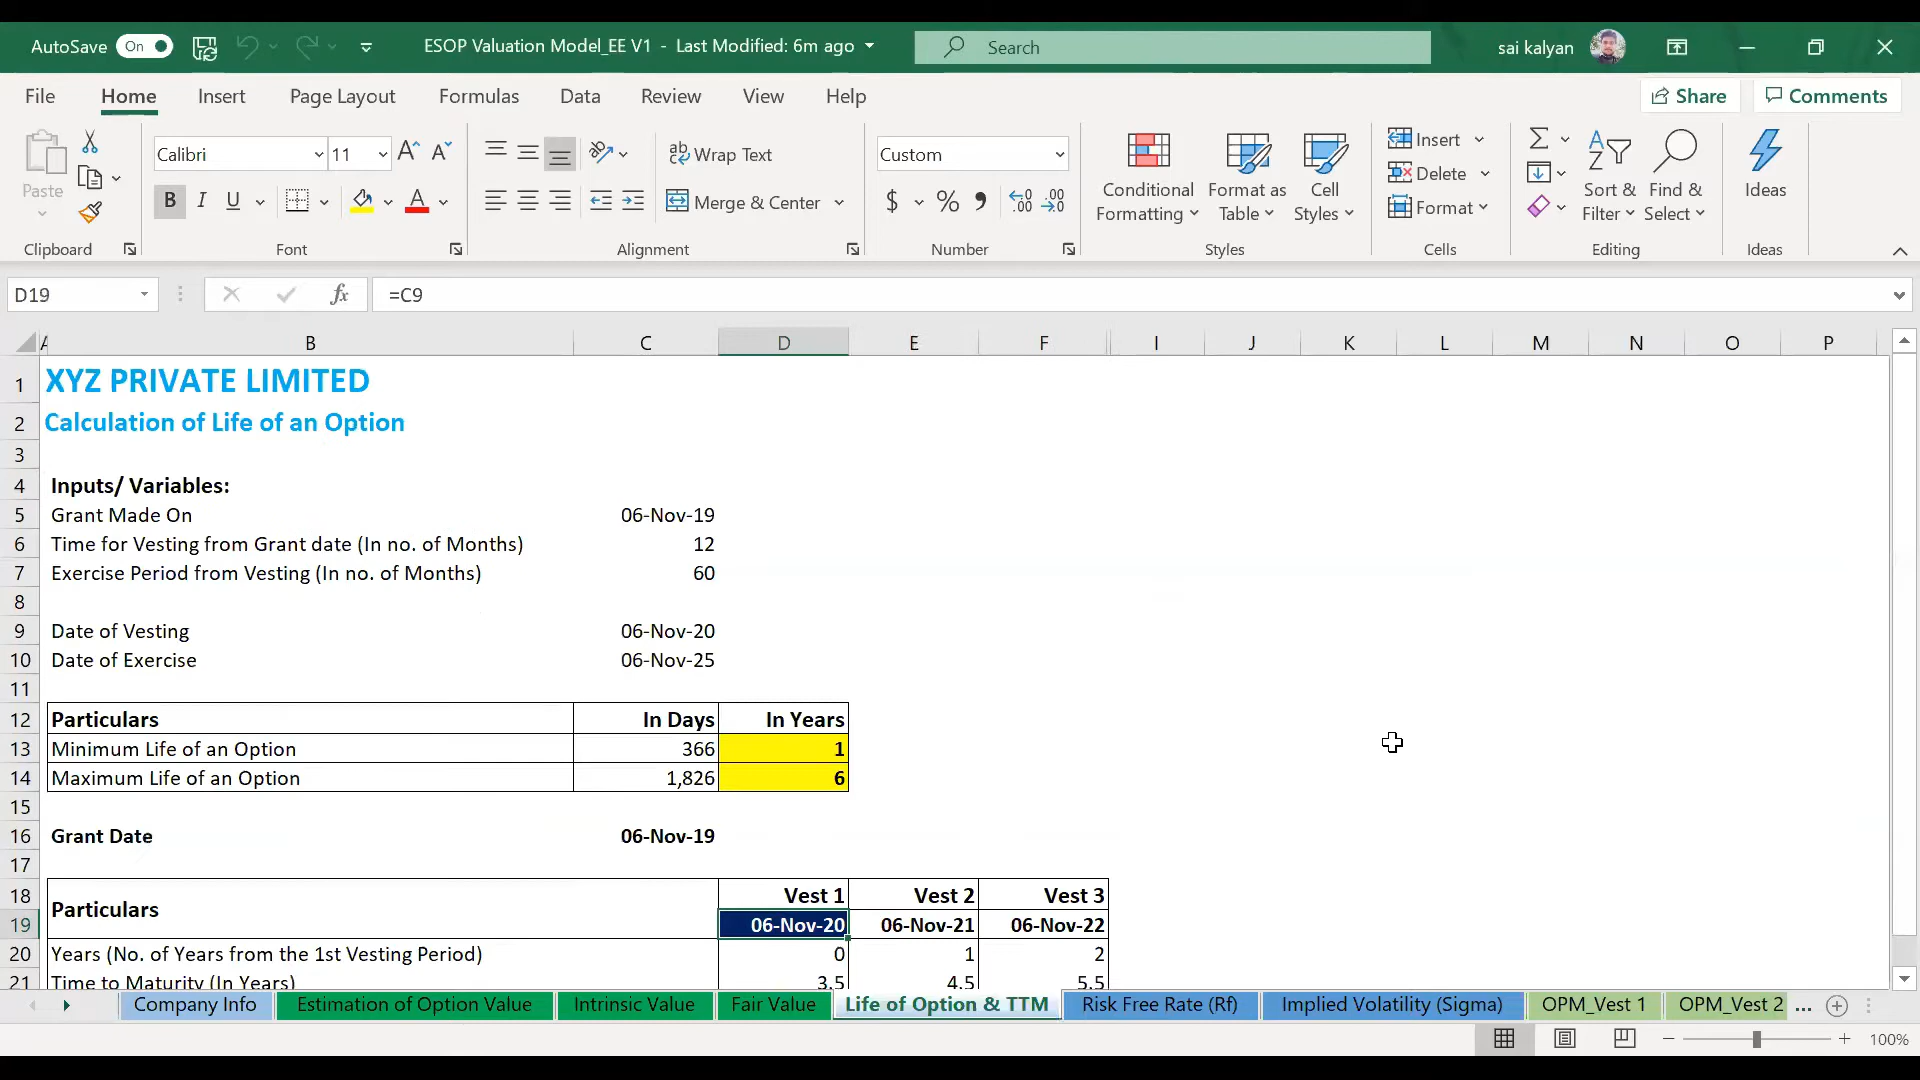 AutoSave On ESOP Valuation Model_EE V1 - Last Modified: 6m ago Search sai kalyan
File Home Insert Page Layout Formulas Data Review View Help Share Comments
Paste Calibri 11 Wrap Text Merge & Center Custom Conditional Formatting Format as Table Cell Styles Insert Delete Format Sort & Filter Find & Select Ideas
Clipboard Font Alignment Number Styles Cells Editing Ideas
D19 fx =C9
A B C D E F I J K L M N O P
1 XYZ PRIVATE LIMITED
2 Calculation of Life of an Option
3
4 Inputs/ Variables:
5 Grant Made On 06-Nov-19
6 Time for Vesting from Grant date (In no. of Months) 12
7 Exercise Period from Vesting (In no. of Months) 60
8
9 Date of Vesting 06-Nov-20
10 Date of Exercise 06-Nov-25
11
12 Particulars In Days In Years
13 Minimum Life of an Option 366 1
14 Maximum Life of an Option 1,826 6
15
16 Grant Date 06-Nov-19
17
18 Particulars Vest 1 Vest 2 Vest 3
19 06-Nov-20 06-Nov-21 06-Nov-22
20 Years (No. of Years from the 1st Vesting Period) 0 1 2
21 Time to Maturity (In Years) 3.5 4.5 5.5
Company Info Estimation of Option Value Intrinsic Value Fair Value Life of Option & TTM Risk Free Rate (Rf) Implied Volatility (Sigma) OPM_Vest 1 OPM_Vest 2 ...
100%